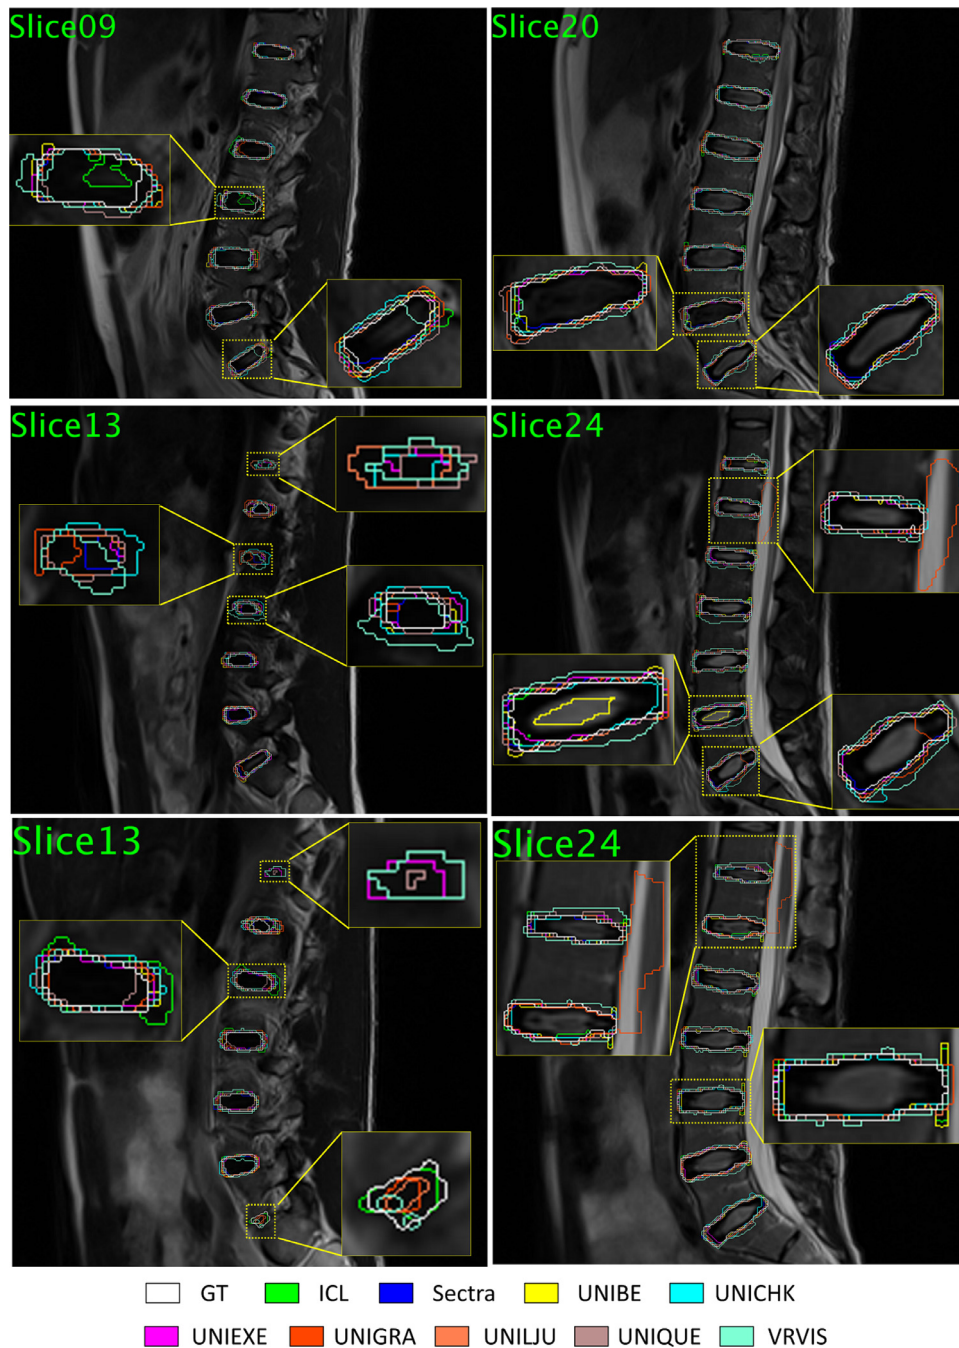 Slice09
Slice20
Slice13
Slice24
Slice13
Slice24
GT ICL Sectra UNIBE UNICHK
UNIEXE UNIGRA UNILJU UNIQUE VRVIS